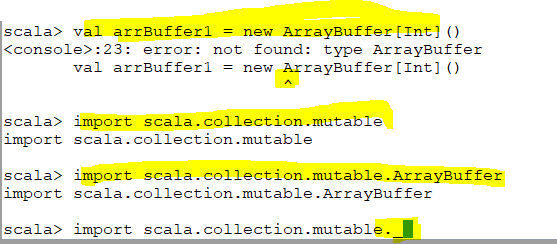 scala> val arrBuffer1 = new ArrayBuffer[Int]()
<console>:23: error: not found: type ArrayBuffer
       val arrBuffer1 = new ArrayBuffer[Int]()
                            ^
scala> import scala.collection.mutable
import scala.collection.mutable
scala> import scala.collection.mutable.ArrayBuffer
import scala.collection.mutable.ArrayBuffer
scala> import scala.collection.mutable._